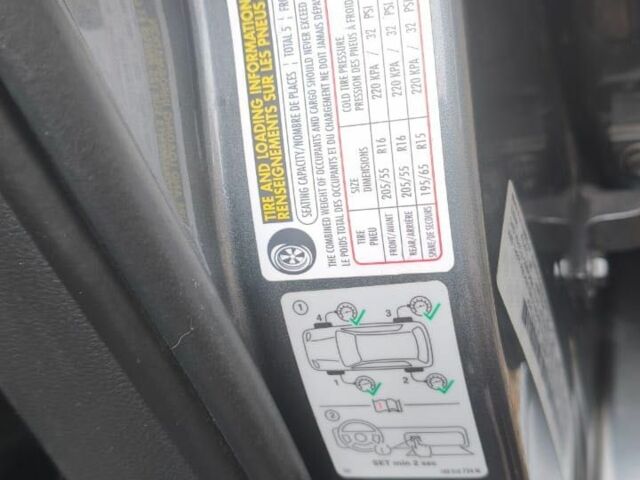 TIRE AND LOADING INFORMATION
RENSEIGNEMENTS SUR LES PNEUS
SEATING CAPACITY/NOMBRE DE PLACES | TOTAL 5
THE COMBINED WEIGHT OF OCCUPANTS AND CARGO SHOULD NEVER EXCEED
LE POIDS TOTAL DES OCCUPANTS ET DU CHARGEMENT NE DOIT JAMAIS DÉPAS
TIRE SIZE COLD TIRE PRESSURE
PNEU DIMENSIONS PRESSION DES PNEUS À FROID
FRONT/AVANT 205/55 R16 220 KPA / 32 PSI
REAR/ARRIÈRE 205/55 R16 220 KPA / 32 PSI
SPARE/DE SECOURS 195/65 R15 220 KPA / 32 PSI
1
4 3
1 2
2
SET min 2 sec